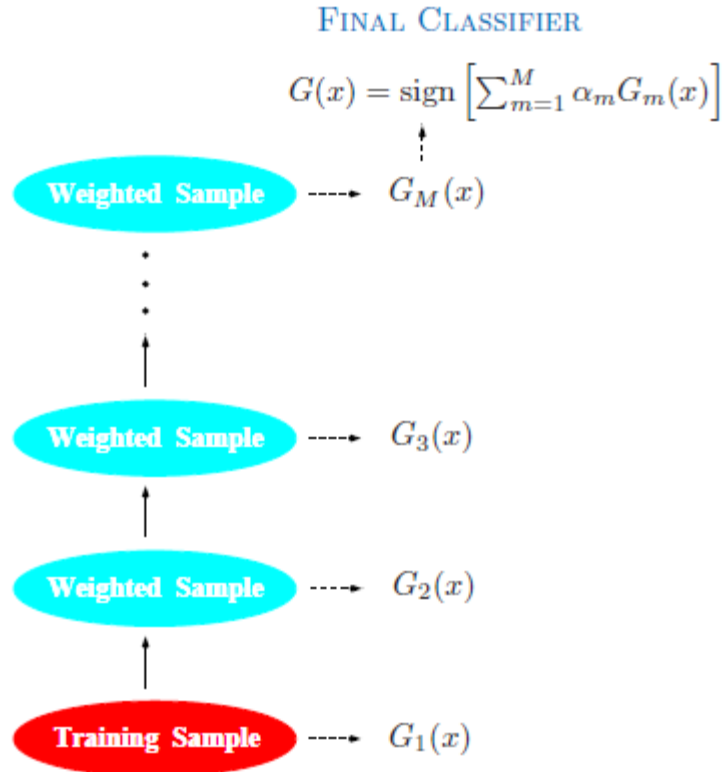 FINAL CLASSIFIER
G(x) = sign [∑_{m=1}^{M} α_m G_m(x)]
Weighted Sample G_M(x)
Weighted Sample G_3(x)
Weighted Sample G_2(x)
Training Sample G_1(x)